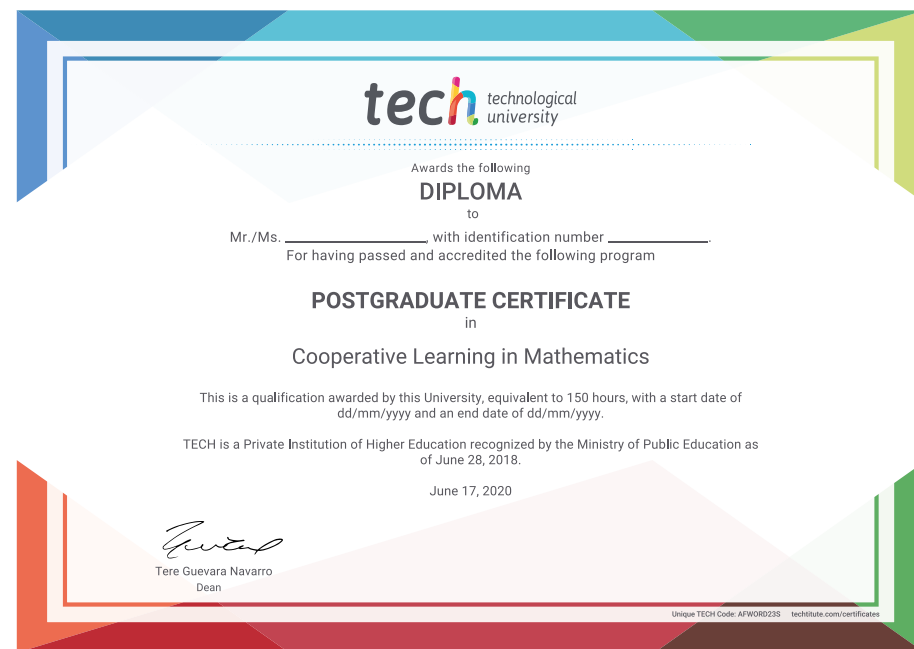 tech technological
university
Awards the following
DIPLOMA
to
Mr./Ms. ____________________, with identification number ______________.
For having passed and accredited the following program
POSTGRADUATE CERTIFICATE
in
Cooperative Learning in Mathematics
This is a qualification awarded by this University, equivalent to 150 hours, with a start date of
dd/mm/yyyy and an end date of dd/mm/yyyy.
TECH is a Private Institution of Higher Education recognized by the Ministry of Public Education as
of June 28, 2018.
June 17, 2020
Tere Guevara Navarro
Dean
Unique TECH Code: AFWORD23S techtitute.com/certificates